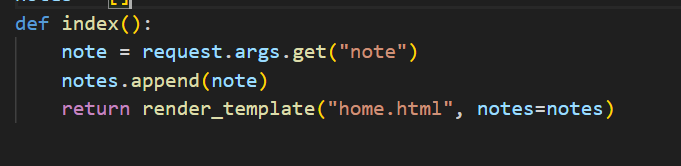 []
def index():
    note = request.args.get("note")
    notes.append(note)
    return render_template("home.html", notes=notes)